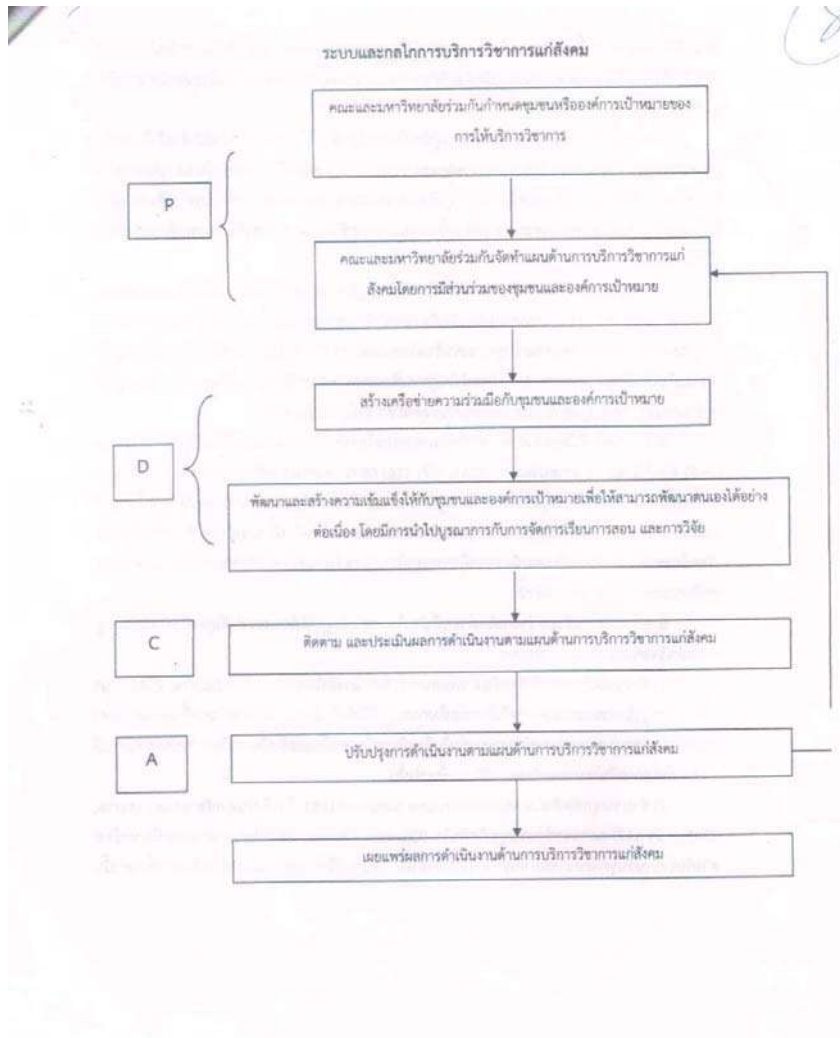 ระบบและกลไกการบริการวิชาการแก่สังคม
คณะและมหาวิทยาลัยร่วมกันกำหนดชุมชนหรือองค์การเป้าหมายของ
การให้บริการวิชาการ
P
คณะและมหาวิทยาลัยร่วมกันจัดทำแผนด้านการบริการวิชาการแก่
สังคมโดยการมีส่วนร่วมของชุมชนและองค์การเป้าหมาย
สร้างเครือข่ายความร่วมมือกับชุมชนและองค์การเป้าหมาย
D
พัฒนาและสร้างความเข้มแข็งให้กับชุมชนและองค์การเป้าหมายเพื่อให้สามารถพัฒนาตนเองได้อย่าง
ต่อเนื่อง โดยมีการนำไปบูรณาการกับการจัดการเรียนการสอน และการวิจัย
C
ติดตาม และประเมินผลการดำเนินงานตามแผนด้านการบริการวิชาการแก่สังคม
A
ปรับปรุงการดำเนินงานตามแผนด้านการบริการวิชาการแก่สังคม
เผยแพร่ผลการดำเนินงานด้านการบริการวิชาการแก่สังคม